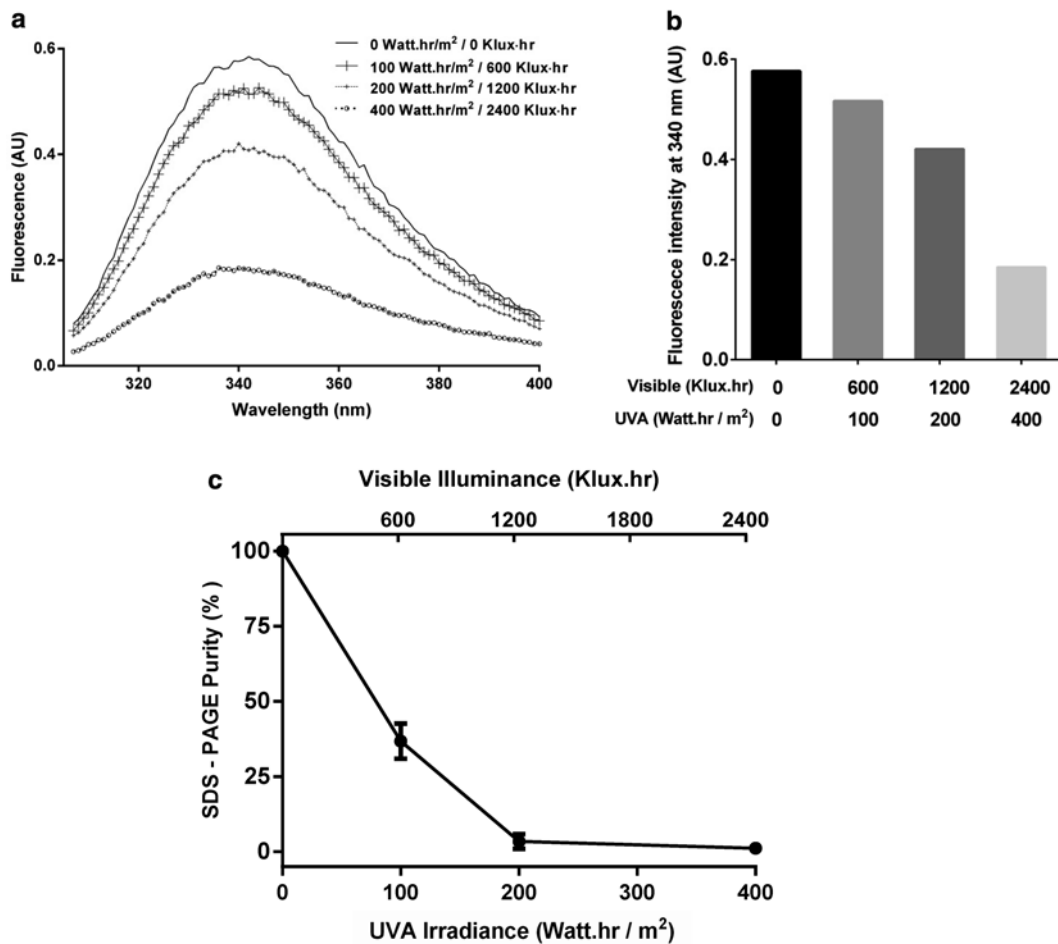 a
0.6
0.4
0.2
0.0
Fluorescence (AU)
320
340
360
380
400
Wavelength (nm)
0 Watt.hr/m² / 0 Klux·hr
100 Watt.hr/m² / 600 Klux·hr
200 Watt.hr/m² / 1200 Klux·hr
400 Watt.hr/m² / 2400 Klux·hr
b
0.6
0.4
0.2
0.0
Fluorescece intensity at 340 nm (AU)
Visible (Klux.hr) 0 600 1200 2400
UVA (Watt.hr / m²) 0 100 200 400
c
Visible Illuminance (Klux.hr)
600 1200 1800 2400
100
75
50
25
0
SDS - PAGE Purity (% )
0 100 200 300 400
UVA Irradiance (Watt.hr / m²)